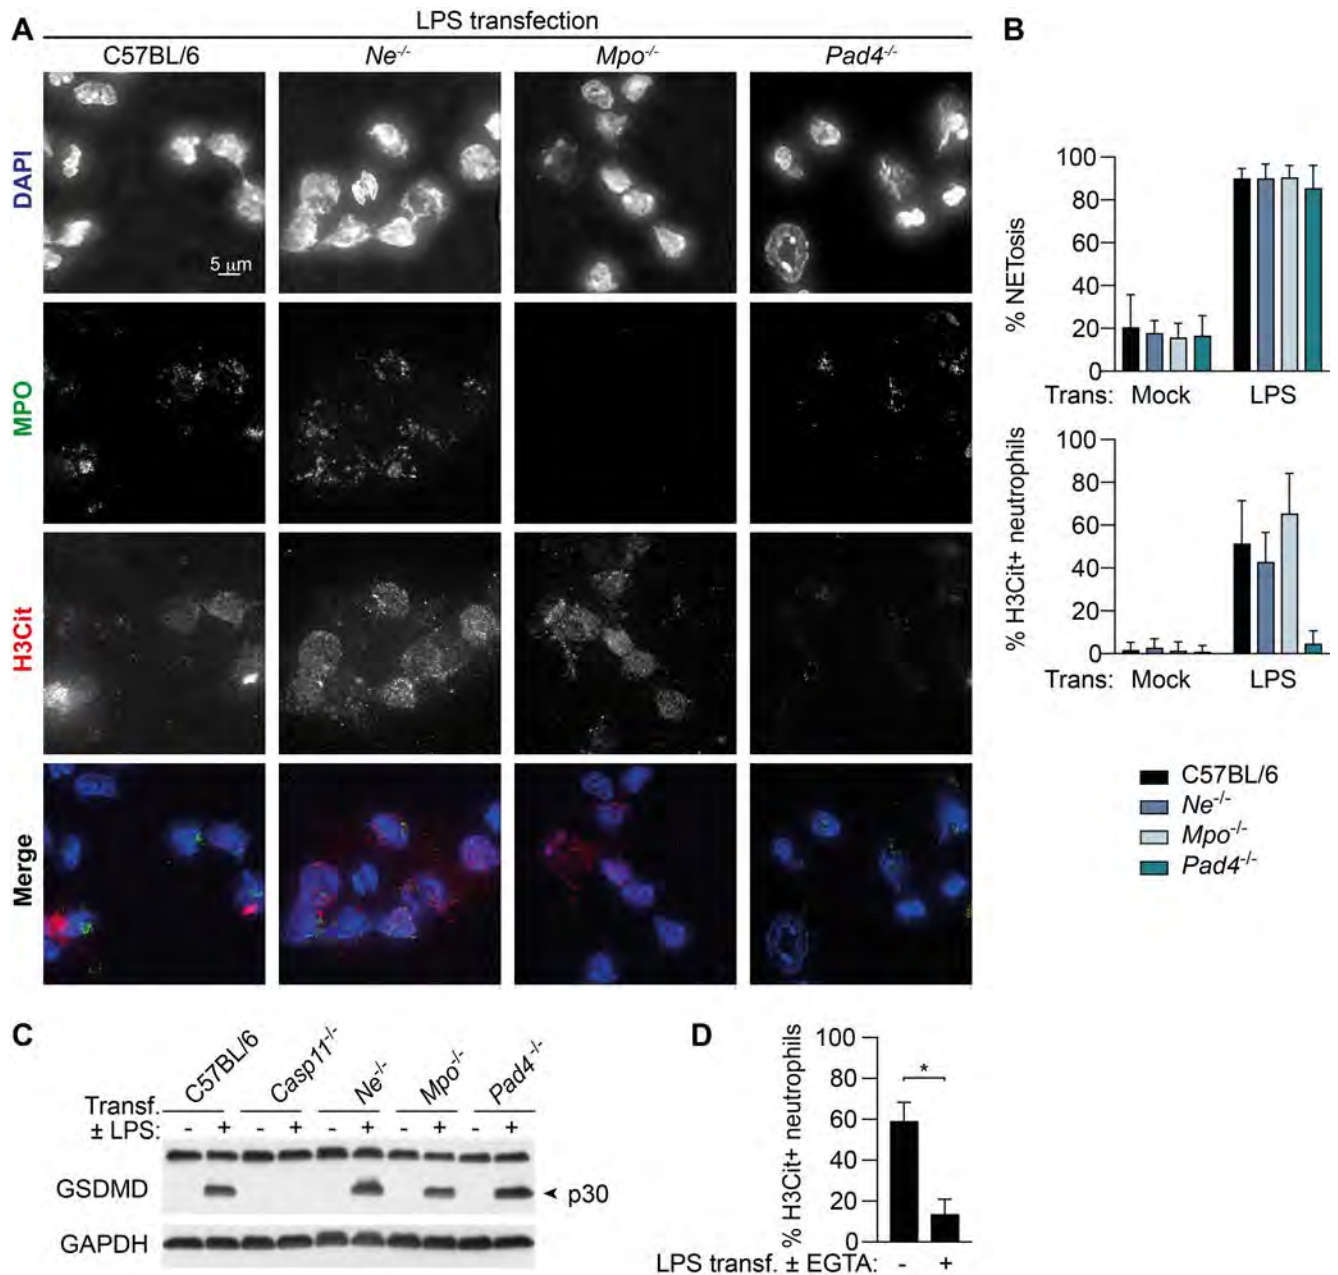 A
LPS transfection
C57BL/6 Ne-/- Mpo-/- Pad4-/-
DAPI
5 µm
MPO
H3Cit
Merge
B
% NETosis
100
80
60
40
20
0
Trans: Mock LPS
% H3Cit+ neutrophils
100
80
60
40
20
0
Trans: Mock LPS
C57BL/6
Ne-/-
Mpo-/-
Pad4-/-
C
C57BL/6 Casp11-/- Ne-/- Mpo-/- Pad4-/-
Transf.
± LPS: - + - + - + - + - +
GSDMD
p30
GAPDH
D
% H3Cit+ neutrophils
100
80
60
40
20
0
*
LPS transf. ± EGTA: - +